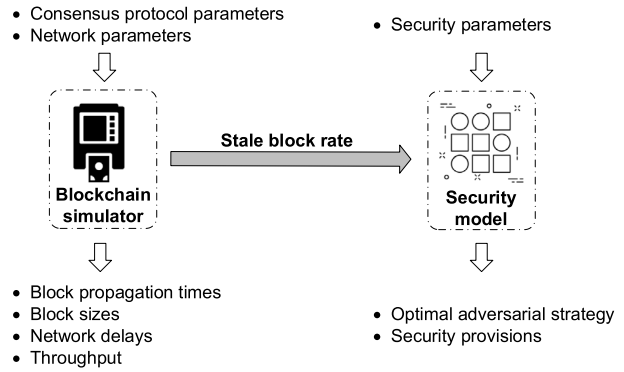 • Consensus protocol parameters
• Network parameters
• Security parameters
Stale block rate
Blockchain
simulator
Security
model
• Block propagation times
• Block sizes
• Network delays
• Throughput
• Optimal adversarial strategy
• Security provisions